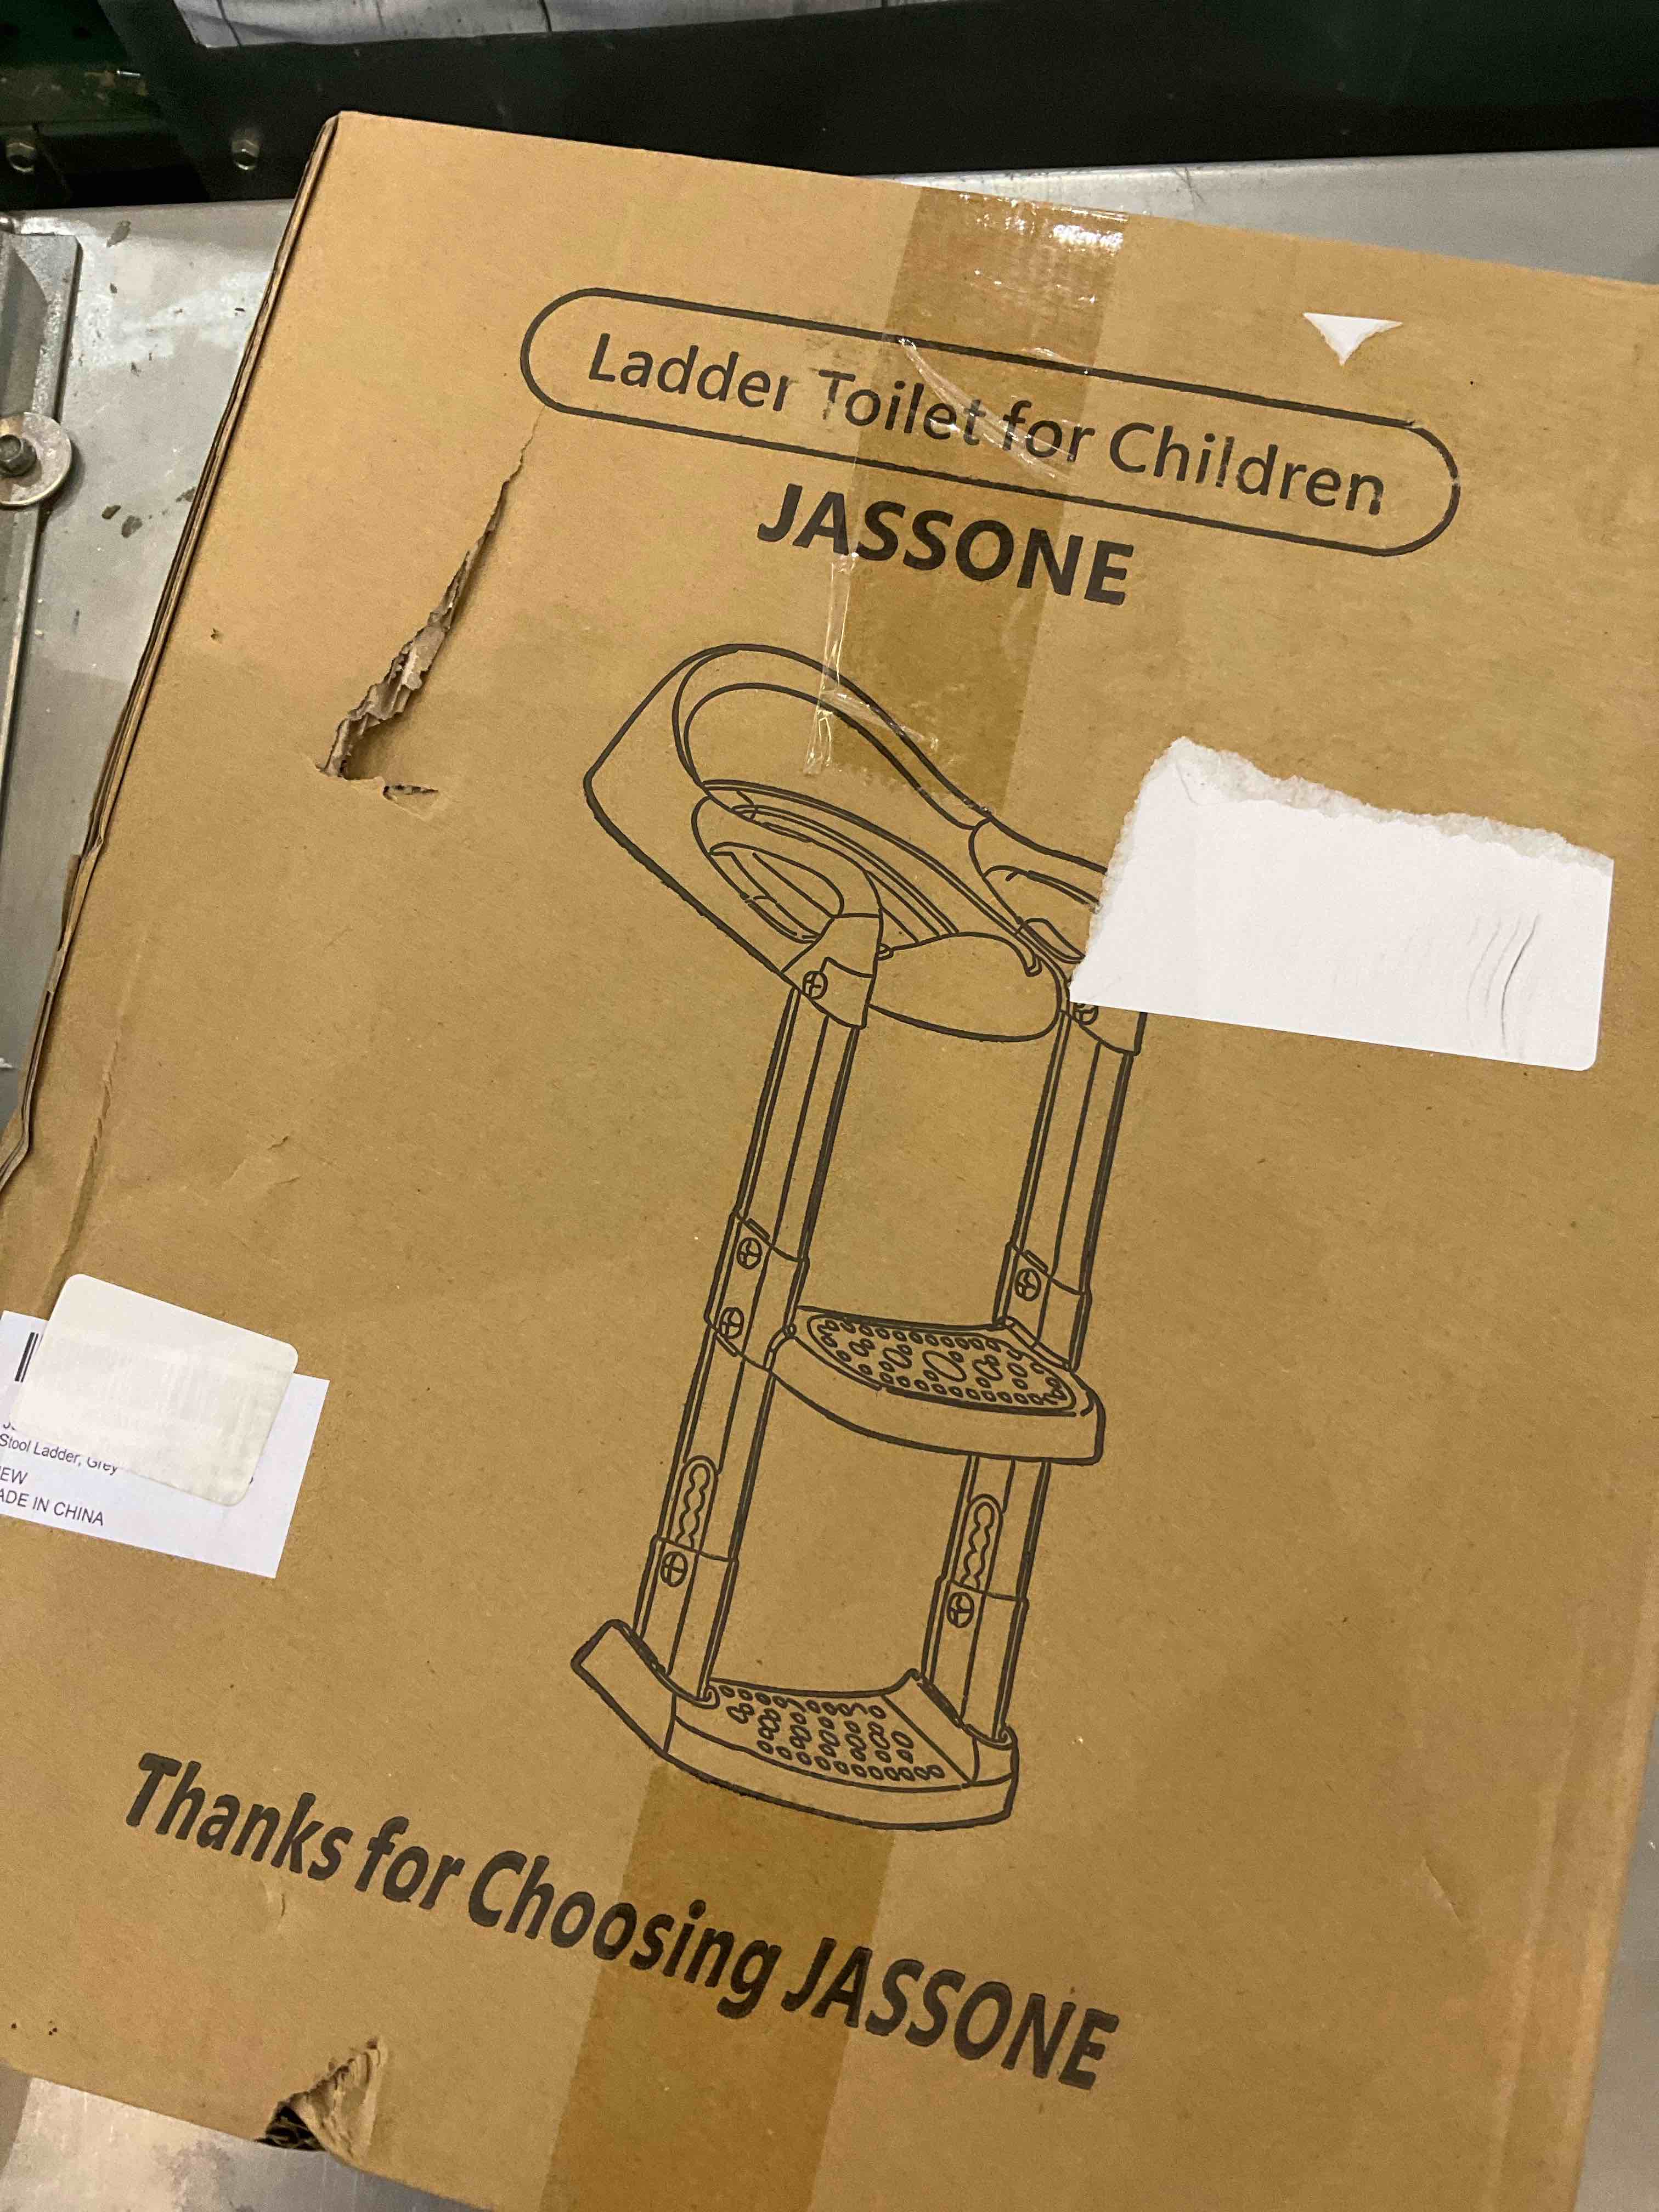 Ladder Toilet for Children
JASSONE
Stool Ladder, Grey
EW
ADE IN CHINA
Thanks for Choosing JASSONE